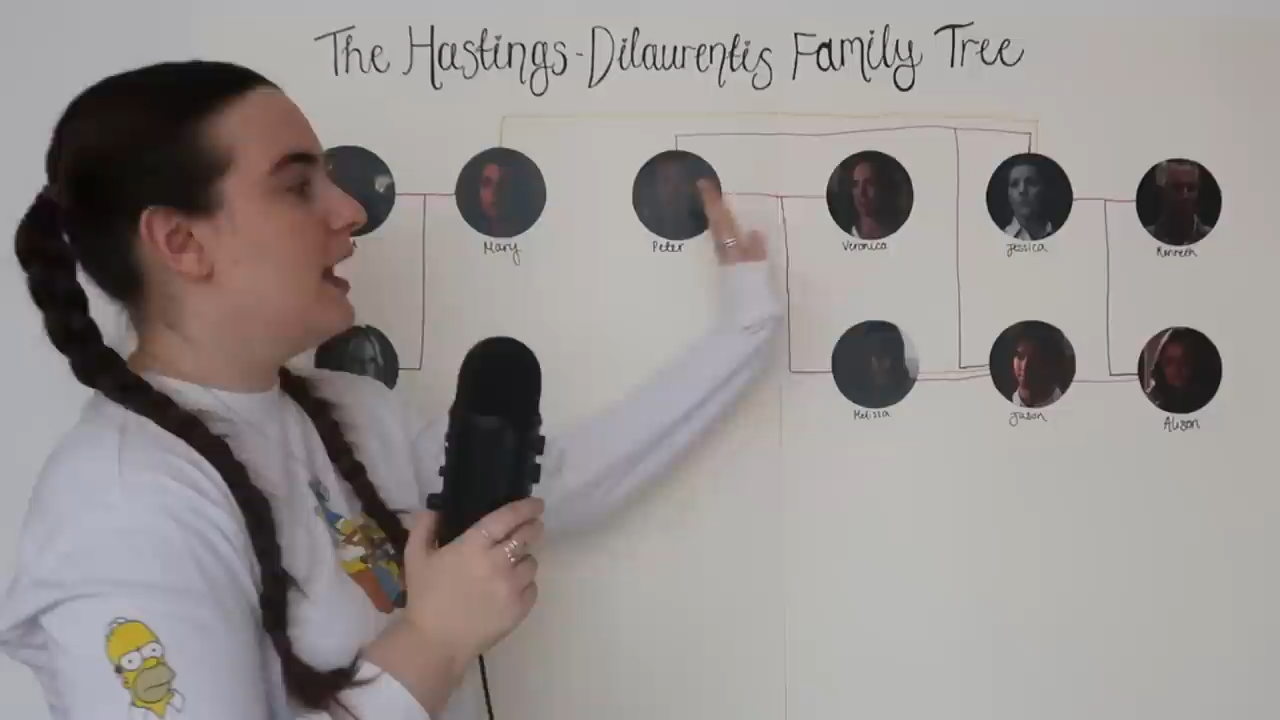 The Hastings-Dilaurentis Family Tree
Mary Peter Veronica Jessica Kenneth
Melissa Jason Alison